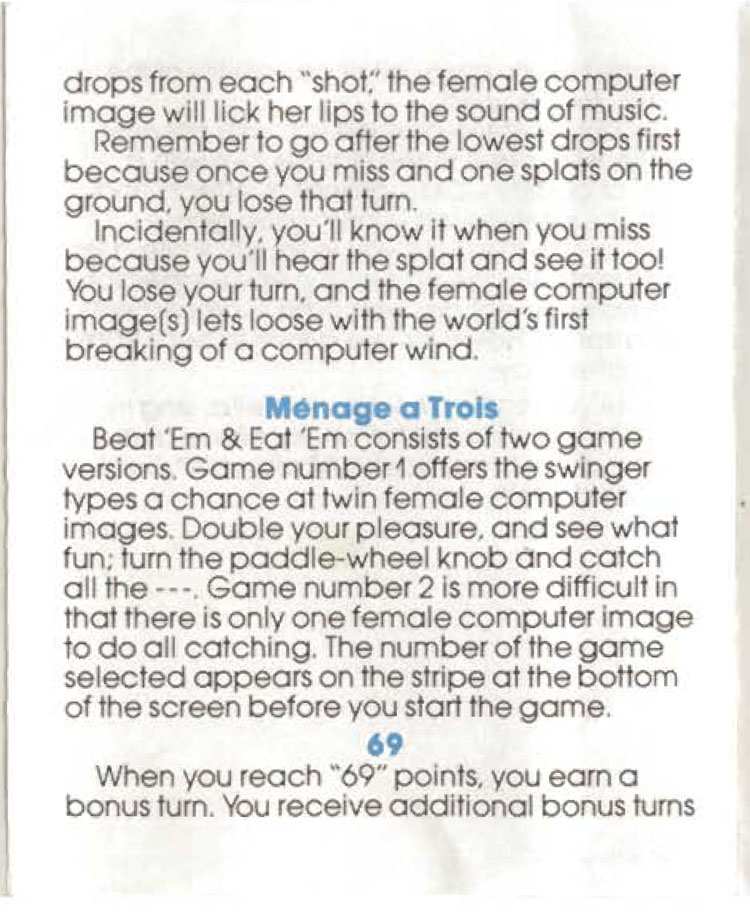 drops from each "shot," the female computer
image will lick her lips to the sound of music.
Remember to go after the lowest drops first
because once you miss and one splats on the
ground, you lose that turn.
Incidentally, you'll know it when you miss
because you'll hear the splat and see it too!
You lose your turn, and the female computer
image(s) lets loose with the world's first
breaking of a computer wind.
Ménage a Trois
Beat 'Em & Eat 'Em consists of two game
versions. Game number 1 offers the swinger
types a chance at twin female computer
images. Double your pleasure, and see what
fun; turn the paddle-wheel knob and catch
all the ---. Game number 2 is more difficult in
that there is only one female computer image
to do all catching. The number of the game
selected appears on the stripe at the bottom
of the screen before you start the game.
69
When you reach "69" points, you earn a
bonus turn. You receive additional bonus turns